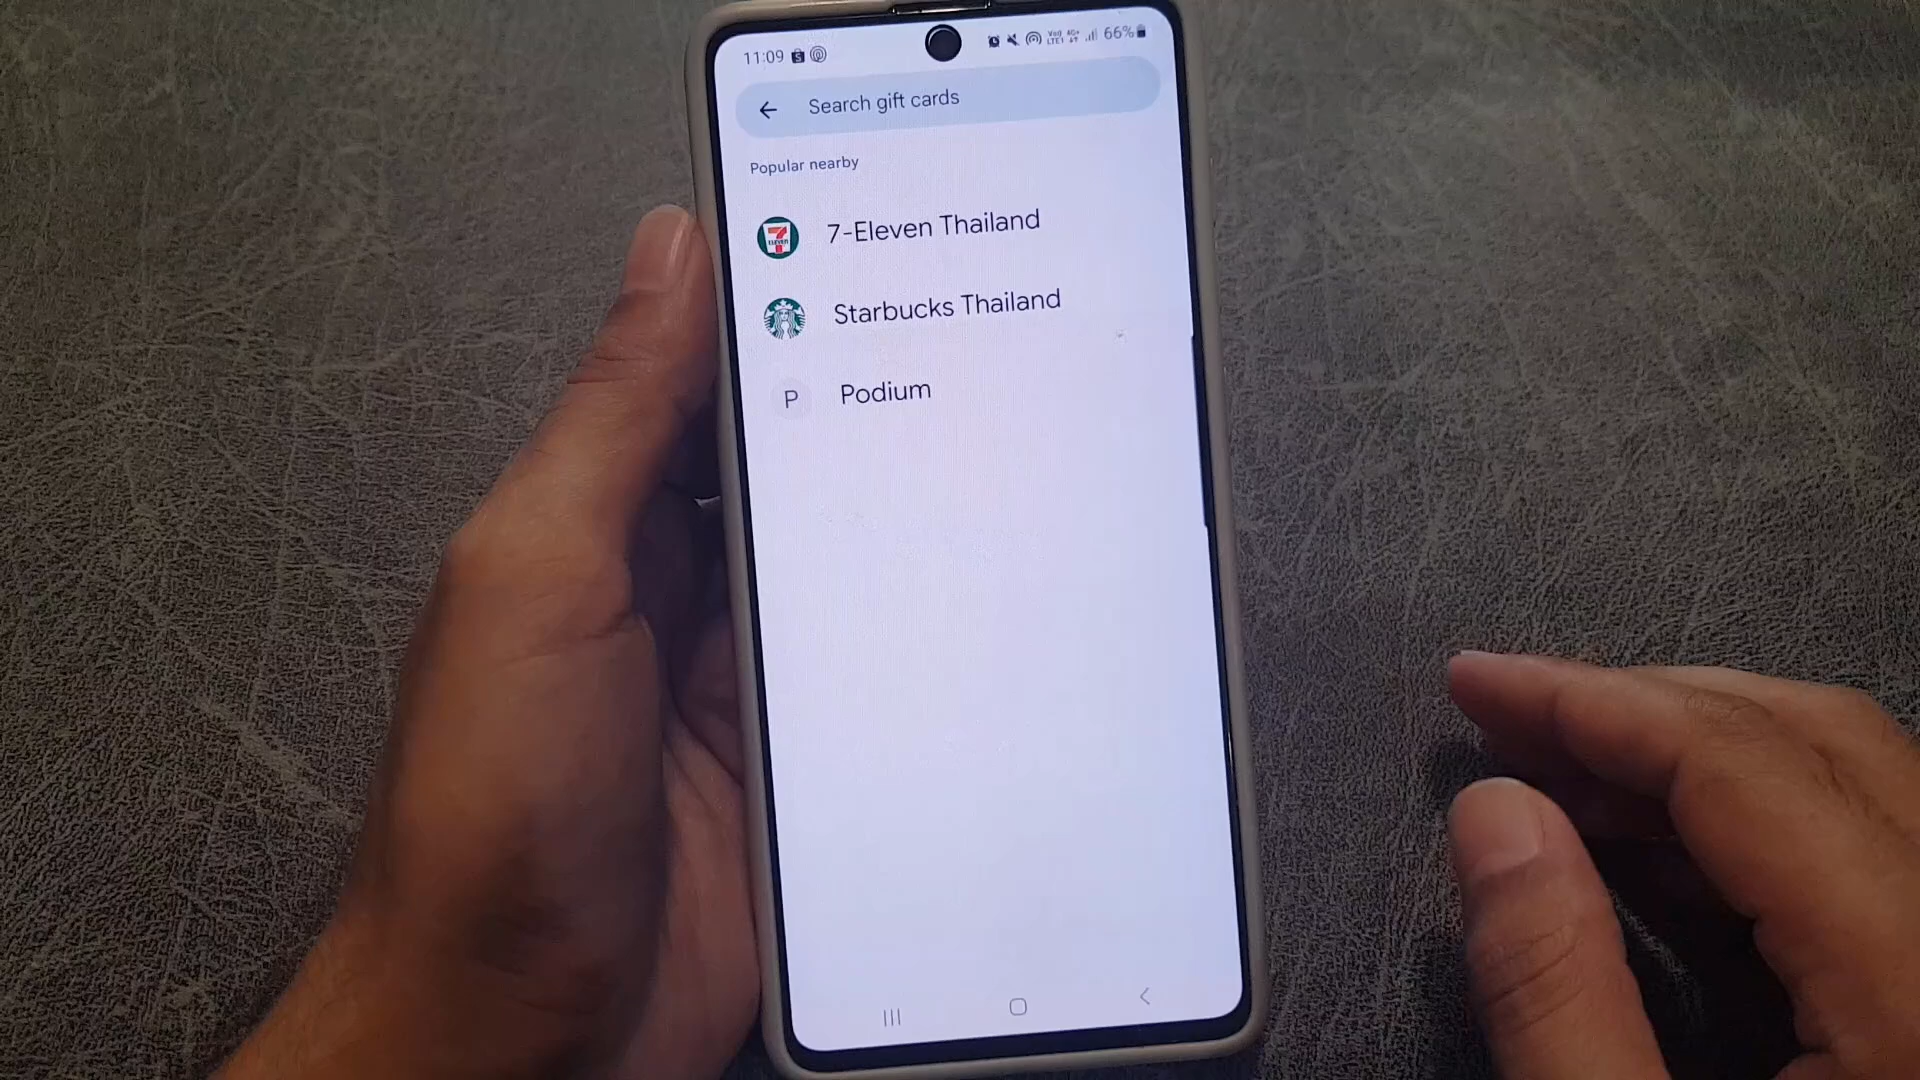 11:09
66%
Search gift cards
Popular nearby
7-Eleven Thailand
Starbucks Thailand
P Podium